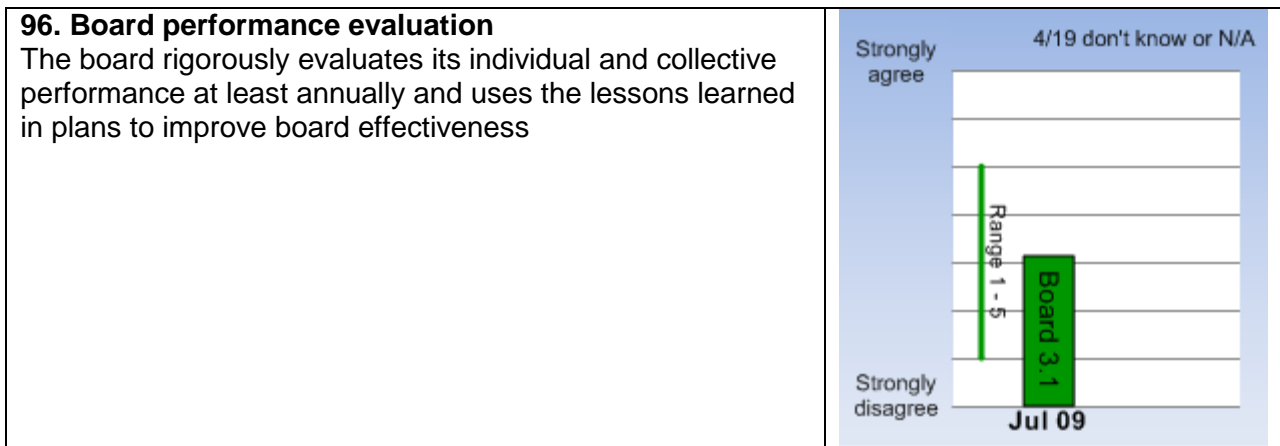 96. Board performance evaluation
The board rigorously evaluates its individual and collective
performance at least annually and uses the lessons learned
in plans to improve board effectiveness
4/19 don't know or N/A
Strongly
agree
Range 1 - 5
Board 3.1
Strongly
disagree
Jul 09